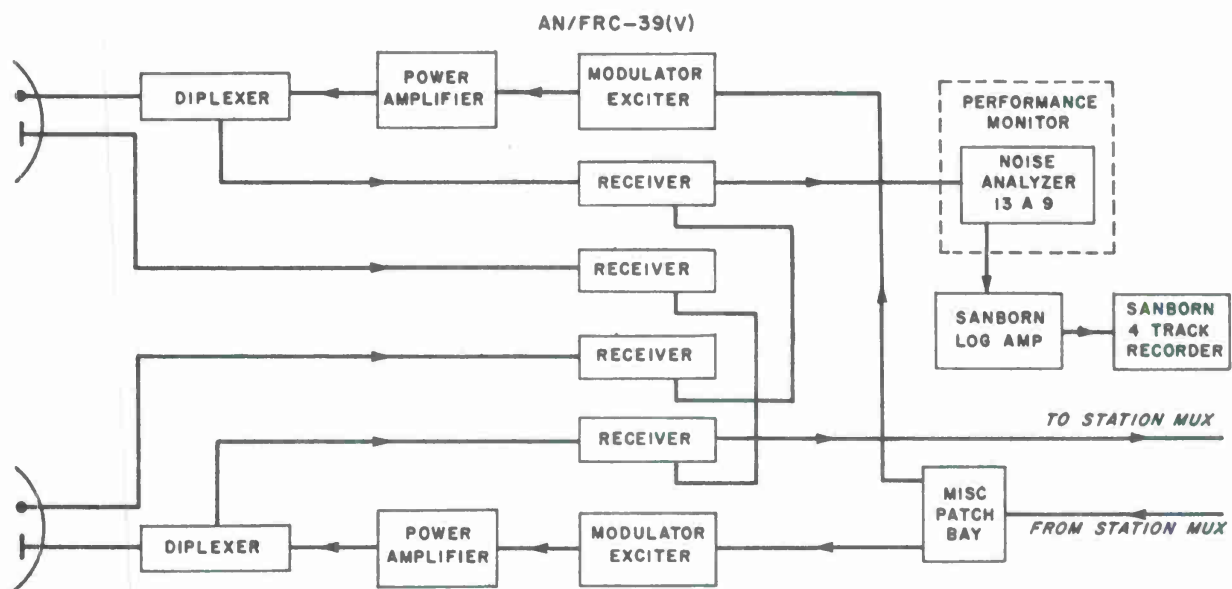 AN/FRC-39(V)
DIPLEXER
POWER
AMPLIFIER
MODULATOR
EXCITER
PERFORMANCE
MONITOR
NOISE
ANALYZER
13 A 9
RECEIVER
RECEIVER
SANBORN
LOG AMP
SANBORN
4 TRACK
RECORDER
RECEIVER
RECEIVER
TO STATION MUX
MISC
PATCH
BAY
FROM STATION MUX
DIPLEXER
POWER
AMPLIFIER
MODULATOR
EXCITER